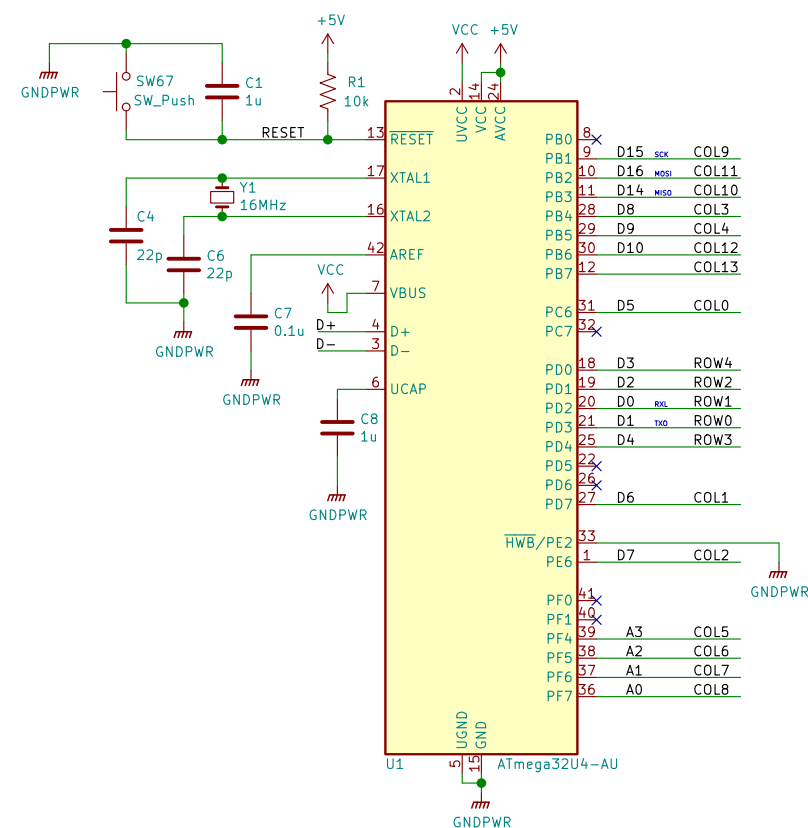 +5V
VCC +5V
GNDPWR
SW67
SW_Push
C1
1u
R1
10k
RESET
2 UVCC
14 VCC
24 AVCC
13 RESET
17 XTAL1
Y1
16MHz
16 XTAL2
C4
22p
C6
22p
GNDPWR
42 AREF
C7
0.1u
GNDPWR
VCC
7 VBUS
D+ 4 D+
D- 3 D-
6 UCAP
C8
1u
GNDPWR
PB0 8
PB1 9 D15 SCK COL9
PB2 10 D16 MOSI COL11
PB3 11 D14 MISO COL10
PB4 28 D8 COL3
PB5 29 D9 COL4
PB6 30 D10 COL12
PB7 12 COL13
PC6 31 D5 COL0
PC7 32
PD0 18 D3 ROW4
PD1 19 D2 ROW2
PD2 20 D0 RXL ROW1
PD3 21 D1 TXO ROW0
PD4 25 D4 ROW3
PD5 22
PD6 26
PD7 27 D6 COL1
HWB/PE2 33
PE6 1 D7 COL2
GNDPWR
PF0 41
PF1 40
PF4 39 A3 COL5
PF5 38 A2 COL6
PF6 37 A1 COL7
PF7 36 A0 COL8
UGND 5
GND 15
U1
ATmega32U4-AU
GNDPWR